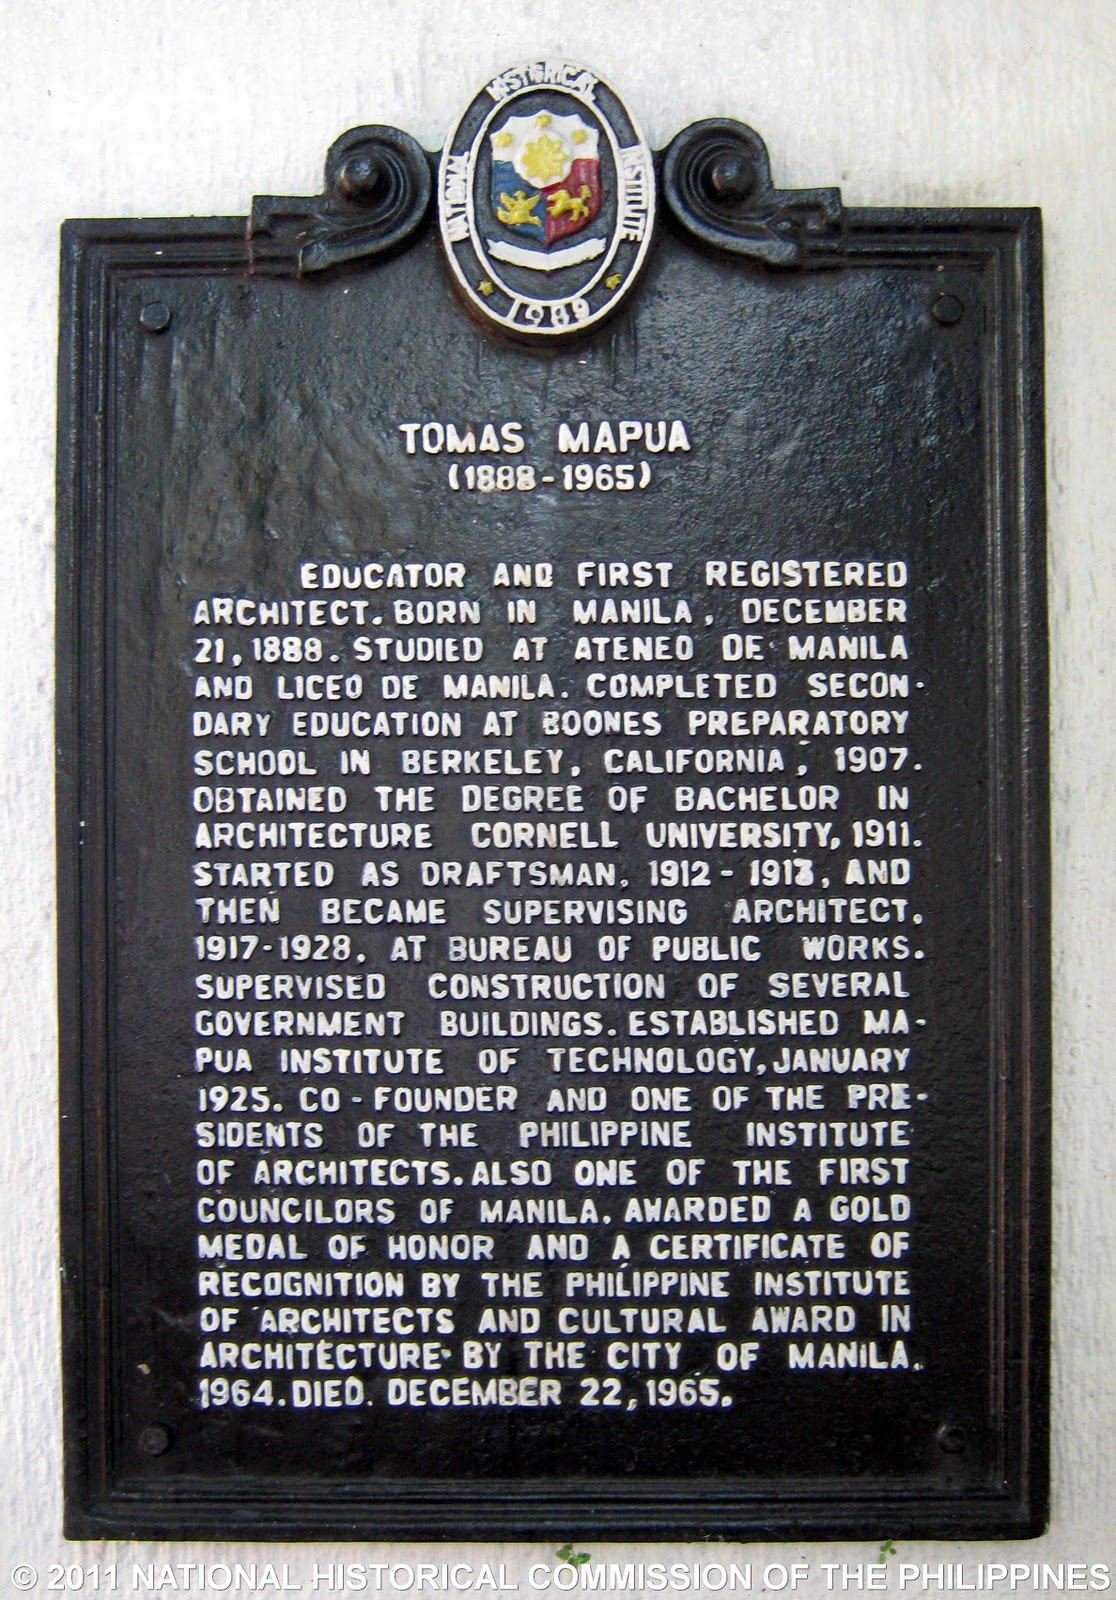 NATIONAL HISTORICAL INSTITUTE
1989
TOMAS MAPUA
(1888-1965)
EDUCATOR AND FIRST REGISTERED
ARCHITECT. BORN IN MANILA, DECEMBER
21, 1888. STUDIED AT ATENEO DE MANILA
AND LICEO DE MANILA. COMPLETED SECON-
DARY EDUCATION AT BOONES PREPARATORY
SCHOOL IN BERKELEY, CALIFORNIA, 1907.
OBTAINED THE DEGREE OF BACHELOR IN
ARCHITECTURE CORNELL UNIVERSITY, 1911.
STARTED AS DRAFTSMAN, 1912-1913, AND
THEN BECAME SUPERVISING ARCHITECT,
1917-1928, AT BUREAU OF PUBLIC WORKS.
SUPERVISED CONSTRUCTION OF SEVERAL
GOVERNMENT BUILDINGS. ESTABLISHED MA-
PUA INSTITUTE OF TECHNOLOGY, JANUARY
1925. CO-FOUNDER AND ONE OF THE PRE-
SIDENTS OF THE PHILIPPINE INSTITUTE
OF ARCHITECTS. ALSO ONE OF THE FIRST
COUNCILORS OF MANILA. AWARDED A GOLD
MEDAL OF HONOR AND A CERTIFICATE OF
RECOGNITION BY THE PHILIPPINE INSTITUTE
OF ARCHITECTS AND CULTURAL AWARD IN
ARCHITECTURE BY THE CITY OF MANILA,
1964. DIED. DECEMBER 22, 1965.
© 2011 NATIONAL HISTORICAL COMMISSION OF THE PHILIPPINES